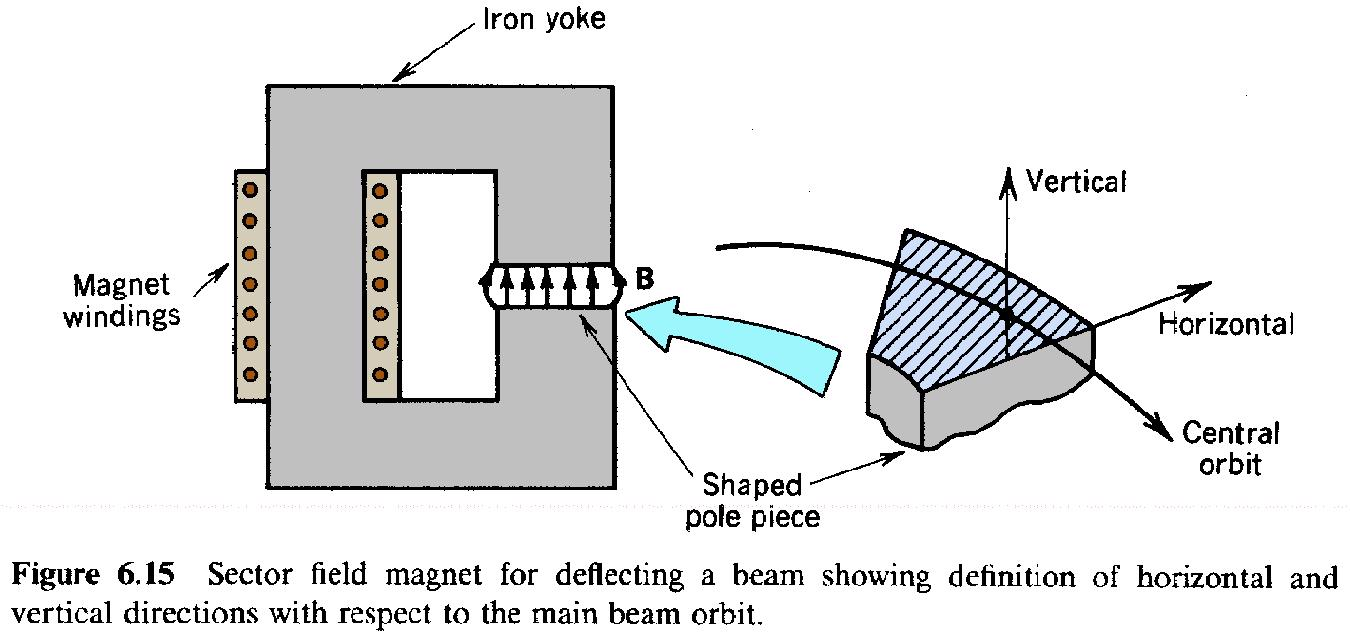 Iron yoke
Vertical
B
Magnet
windings
Horizontal
Central
orbit
Shaped
pole piece
Figure 6.15 Sector field magnet for deflecting a beam showing definition of horizontal and
vertical directions with respect to the main beam orbit.